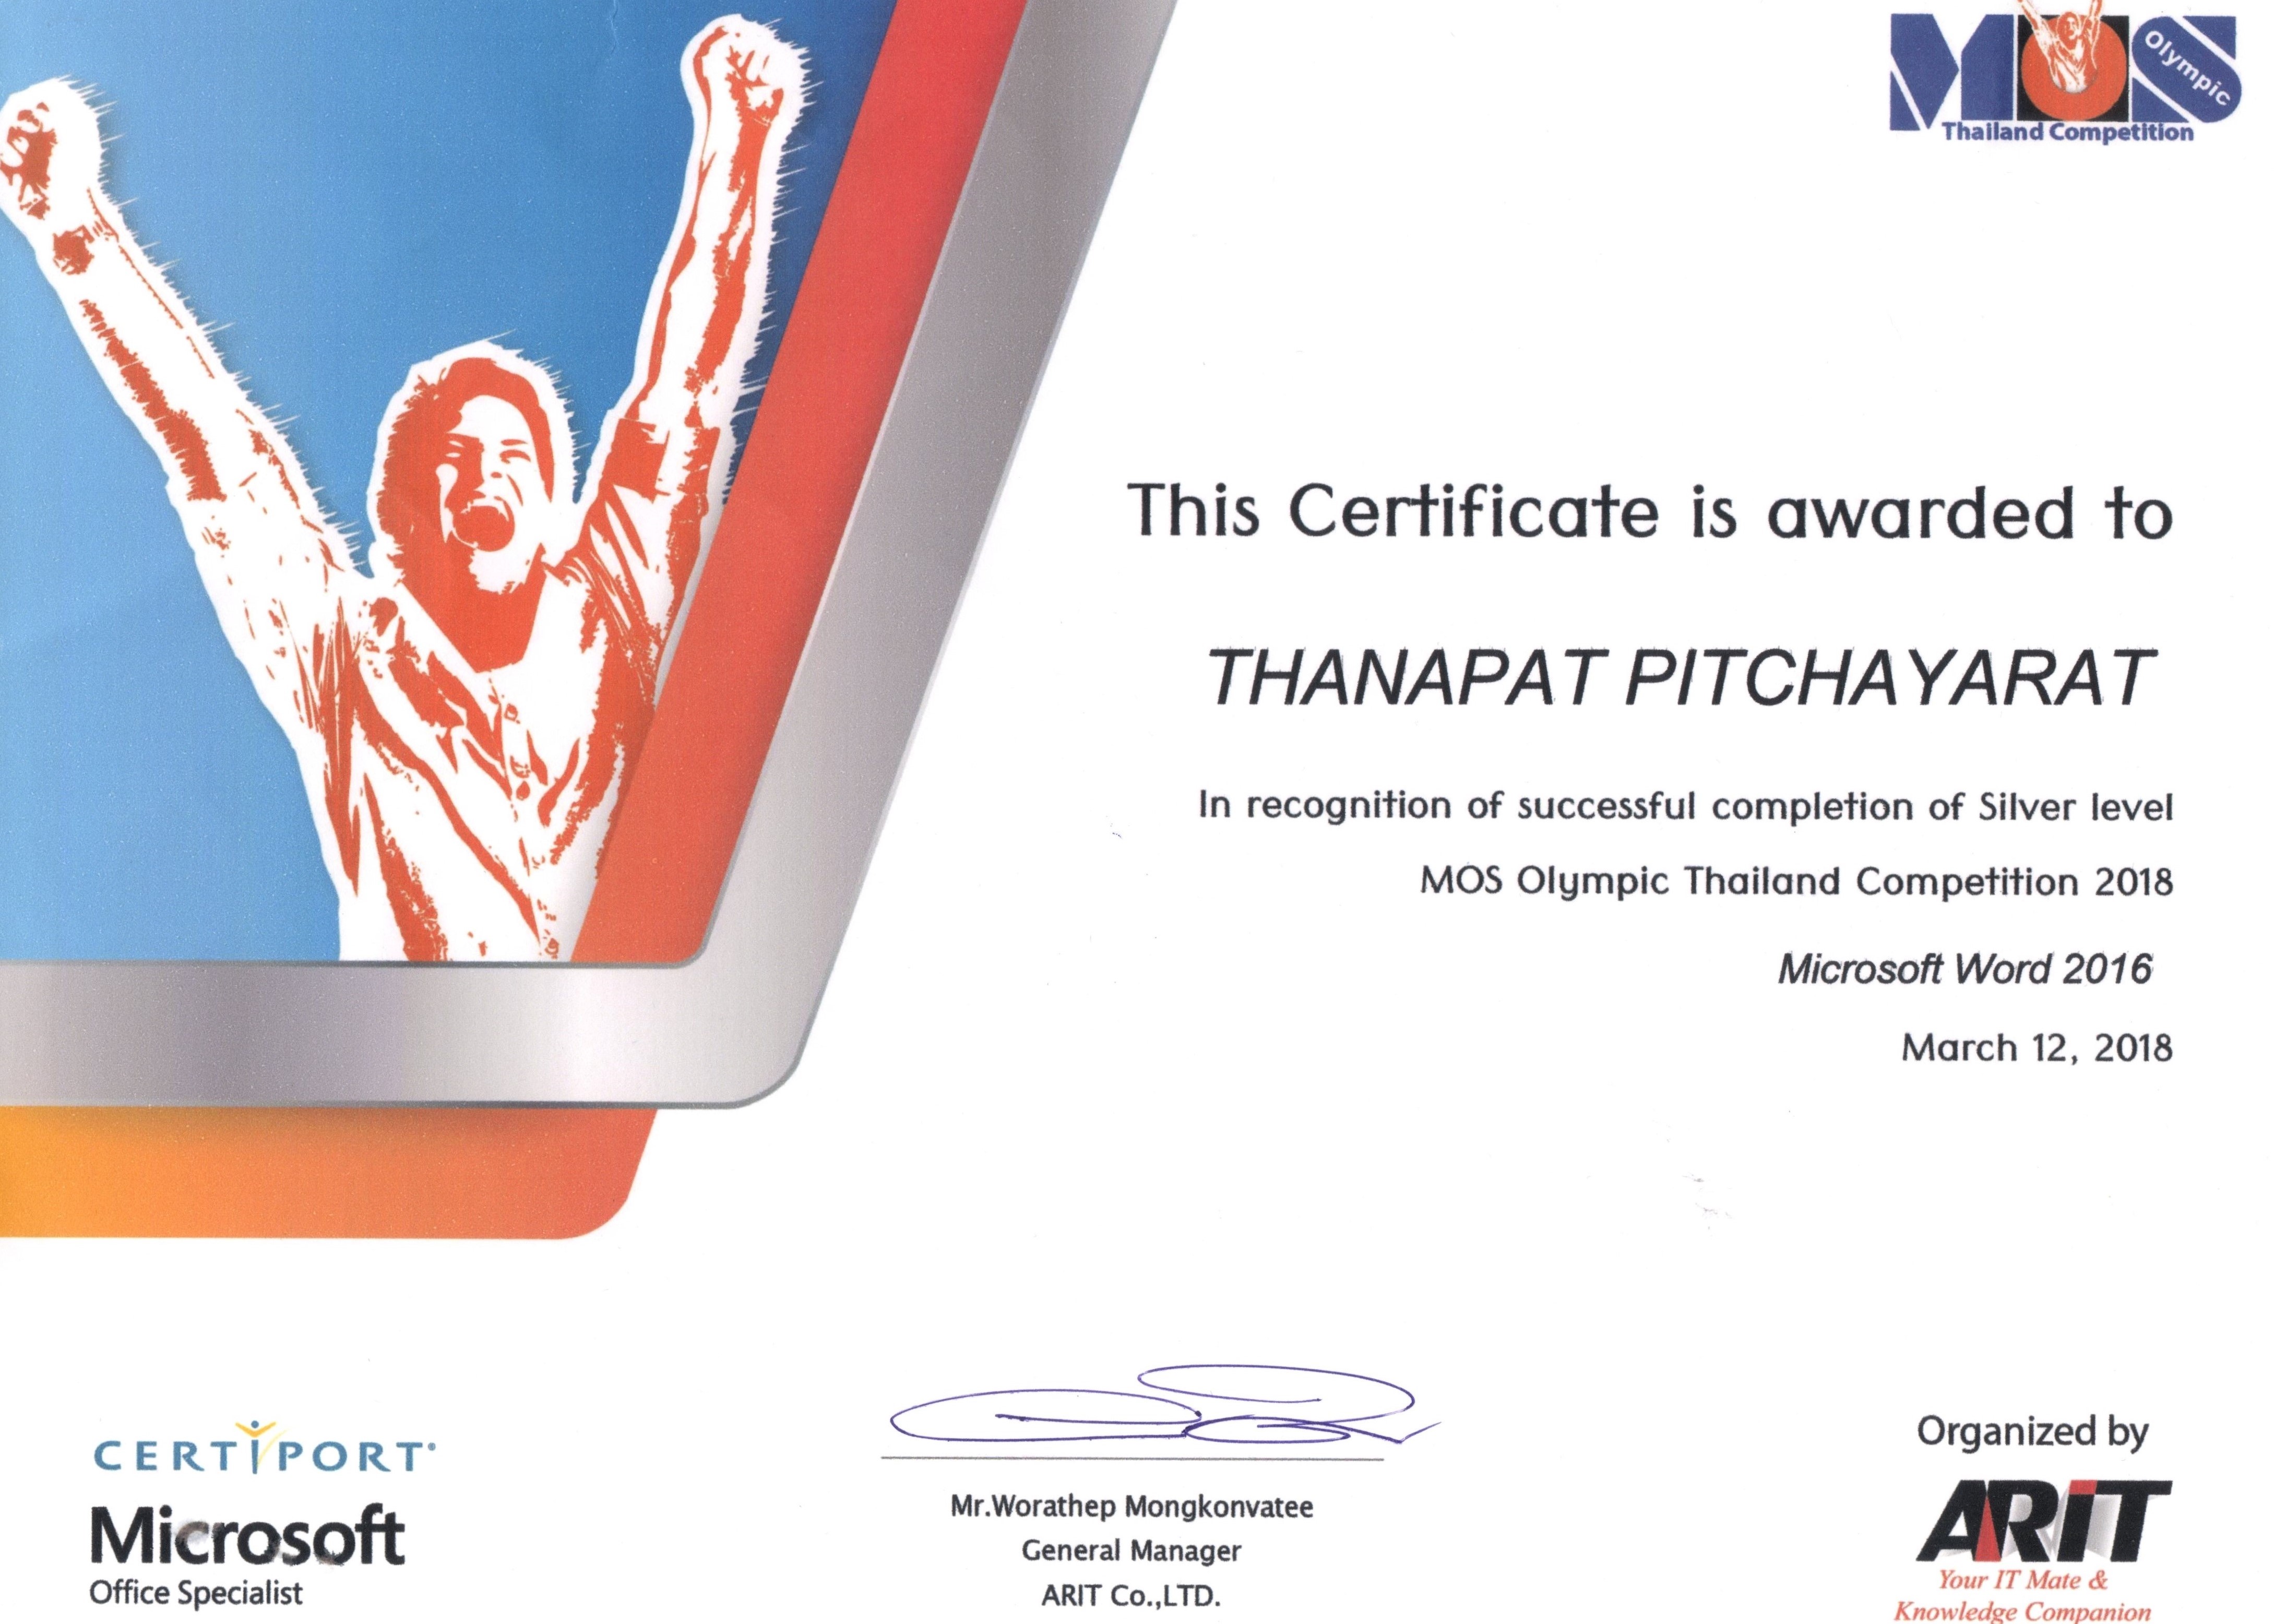 MOS Olympic
Thailand Competition
This Certificate is awarded to
THANAPAT PITCHAYARAT
In recognition of successful completion of Silver level
MOS Olympic Thailand Competition 2018
Microsoft Word 2016
March 12, 2018
CERTIPORT
Microsoft
Office Specialist
Mr.Worathep Mongkonvatee
General Manager
ARIT Co.,LTD.
Organized by
ARiT
Your IT Mate &
Knowledge Companion